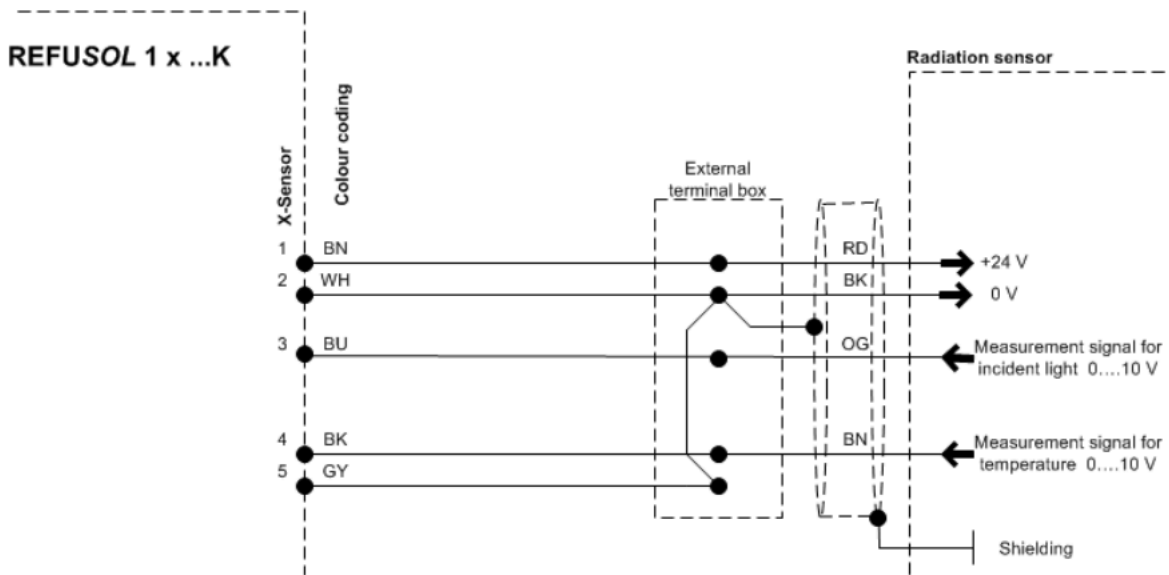 REFUSOL 1 x ...K
Radiation sensor
X-Sensor
Colour coding
External
terminal box
1 BN RD +24 V
2 WH BK 0 V
3 BU OG Measurement signal for
incident light 0....10 V
4 BK BN Measurement signal for
temperature 0....10 V
5 GY
Shielding